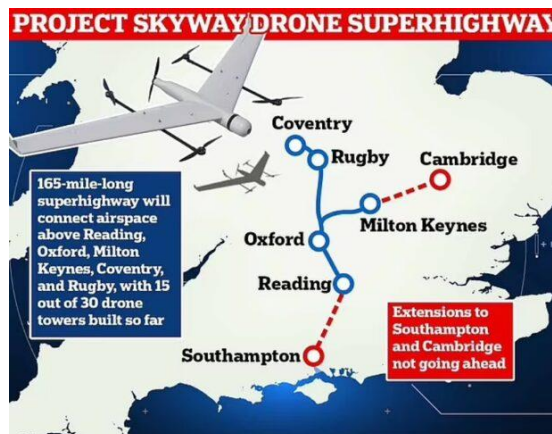 PROJECT SKYWAY DRONE SUPERHIGHWAY
Coventry
Rugby
Cambridge
165-mile-long
superhighway will
connect airspace
above Reading,
Oxford, Milton
Keynes, Coventry,
and Rugby, with 15
out of 30 drone
towers built so far
Milton Keynes
Oxford
Reading
Extensions to
Southampton
and Cambridge
not going ahead
Southampton